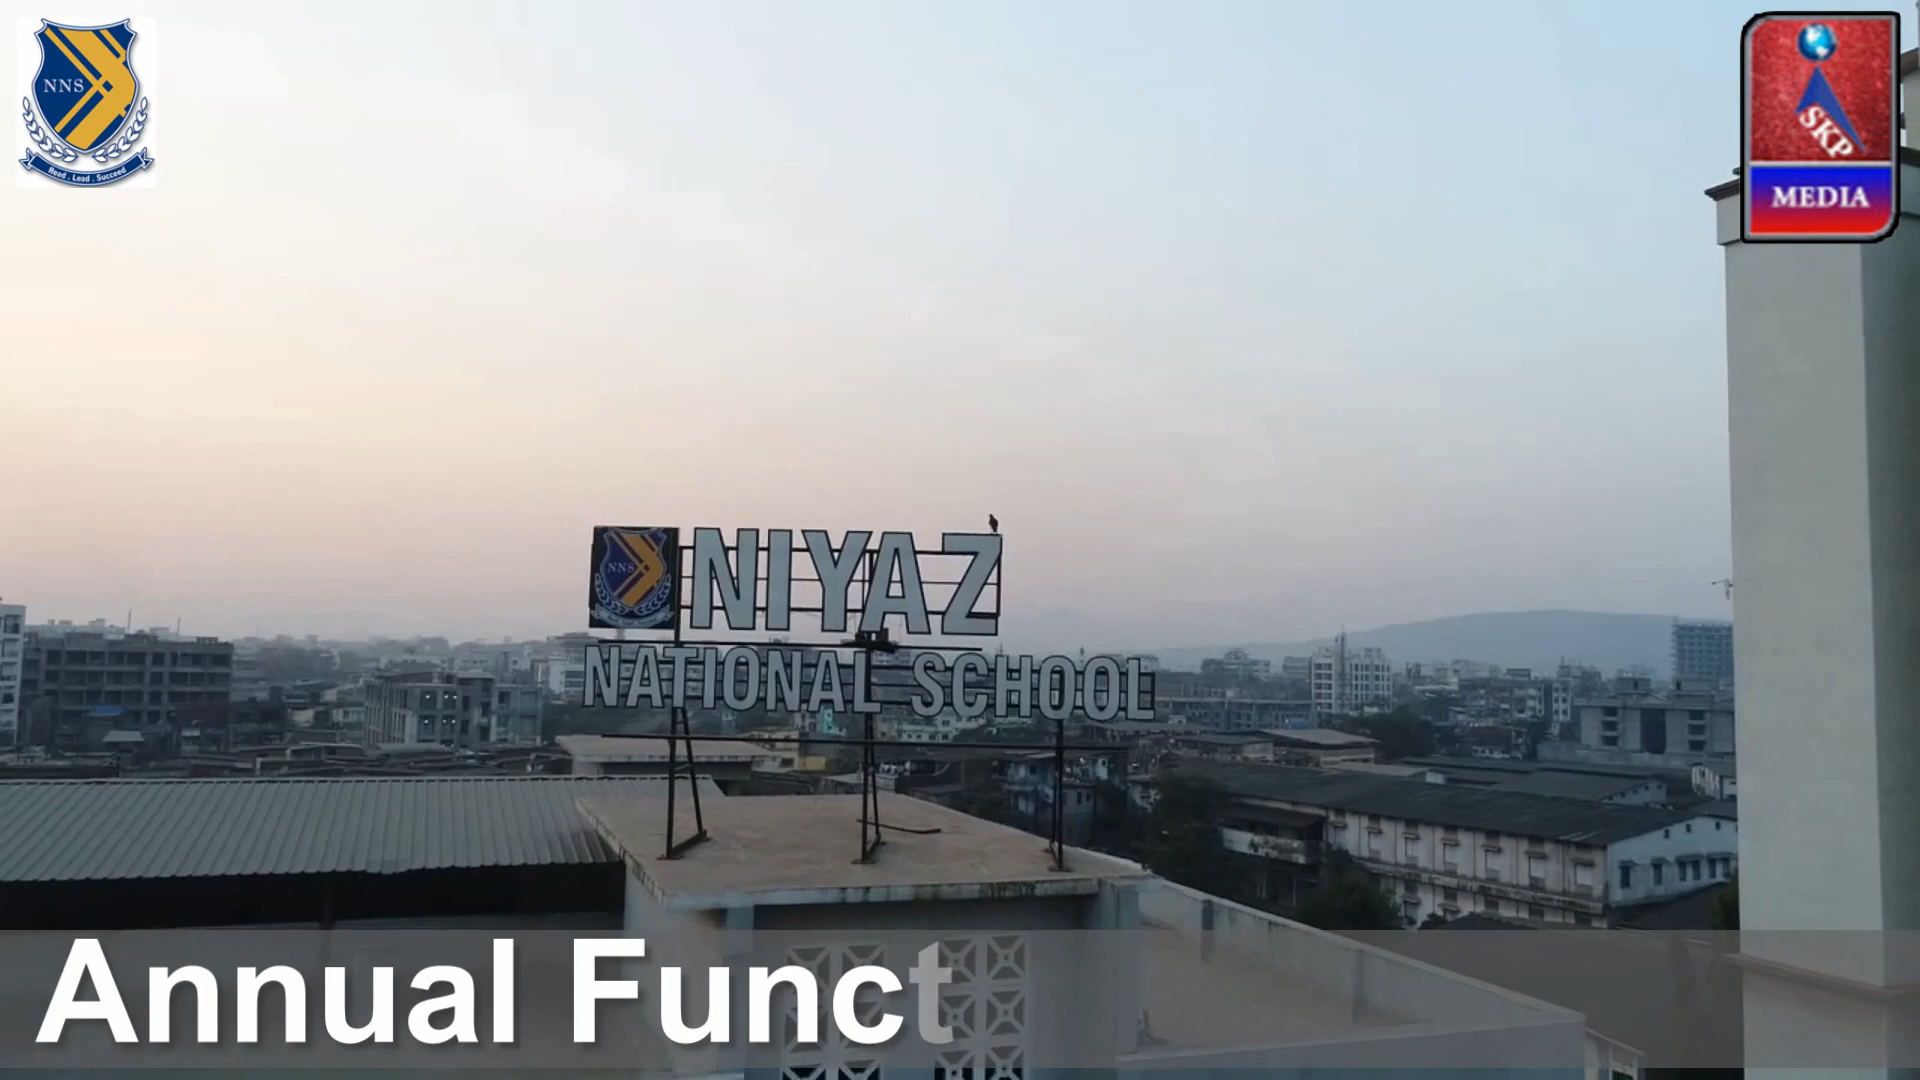 NNS
Read . Lead . Succeed
SKP
MEDIA
NNS
NIYAZ
NATIONAL SCHOOL
Annual Funct